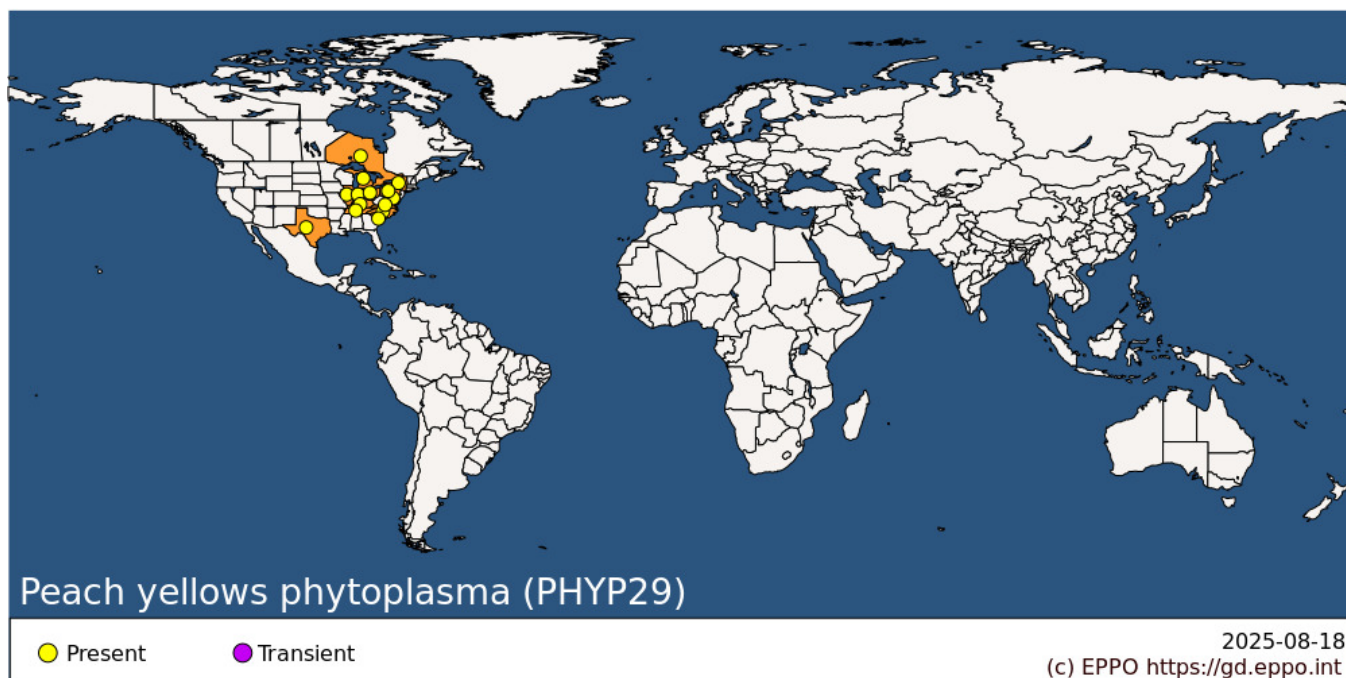 Peach yellows phytoplasma (PHYP29)
Present
Transient
2025-08-18
(c) EPPO https://gd.eppo.int